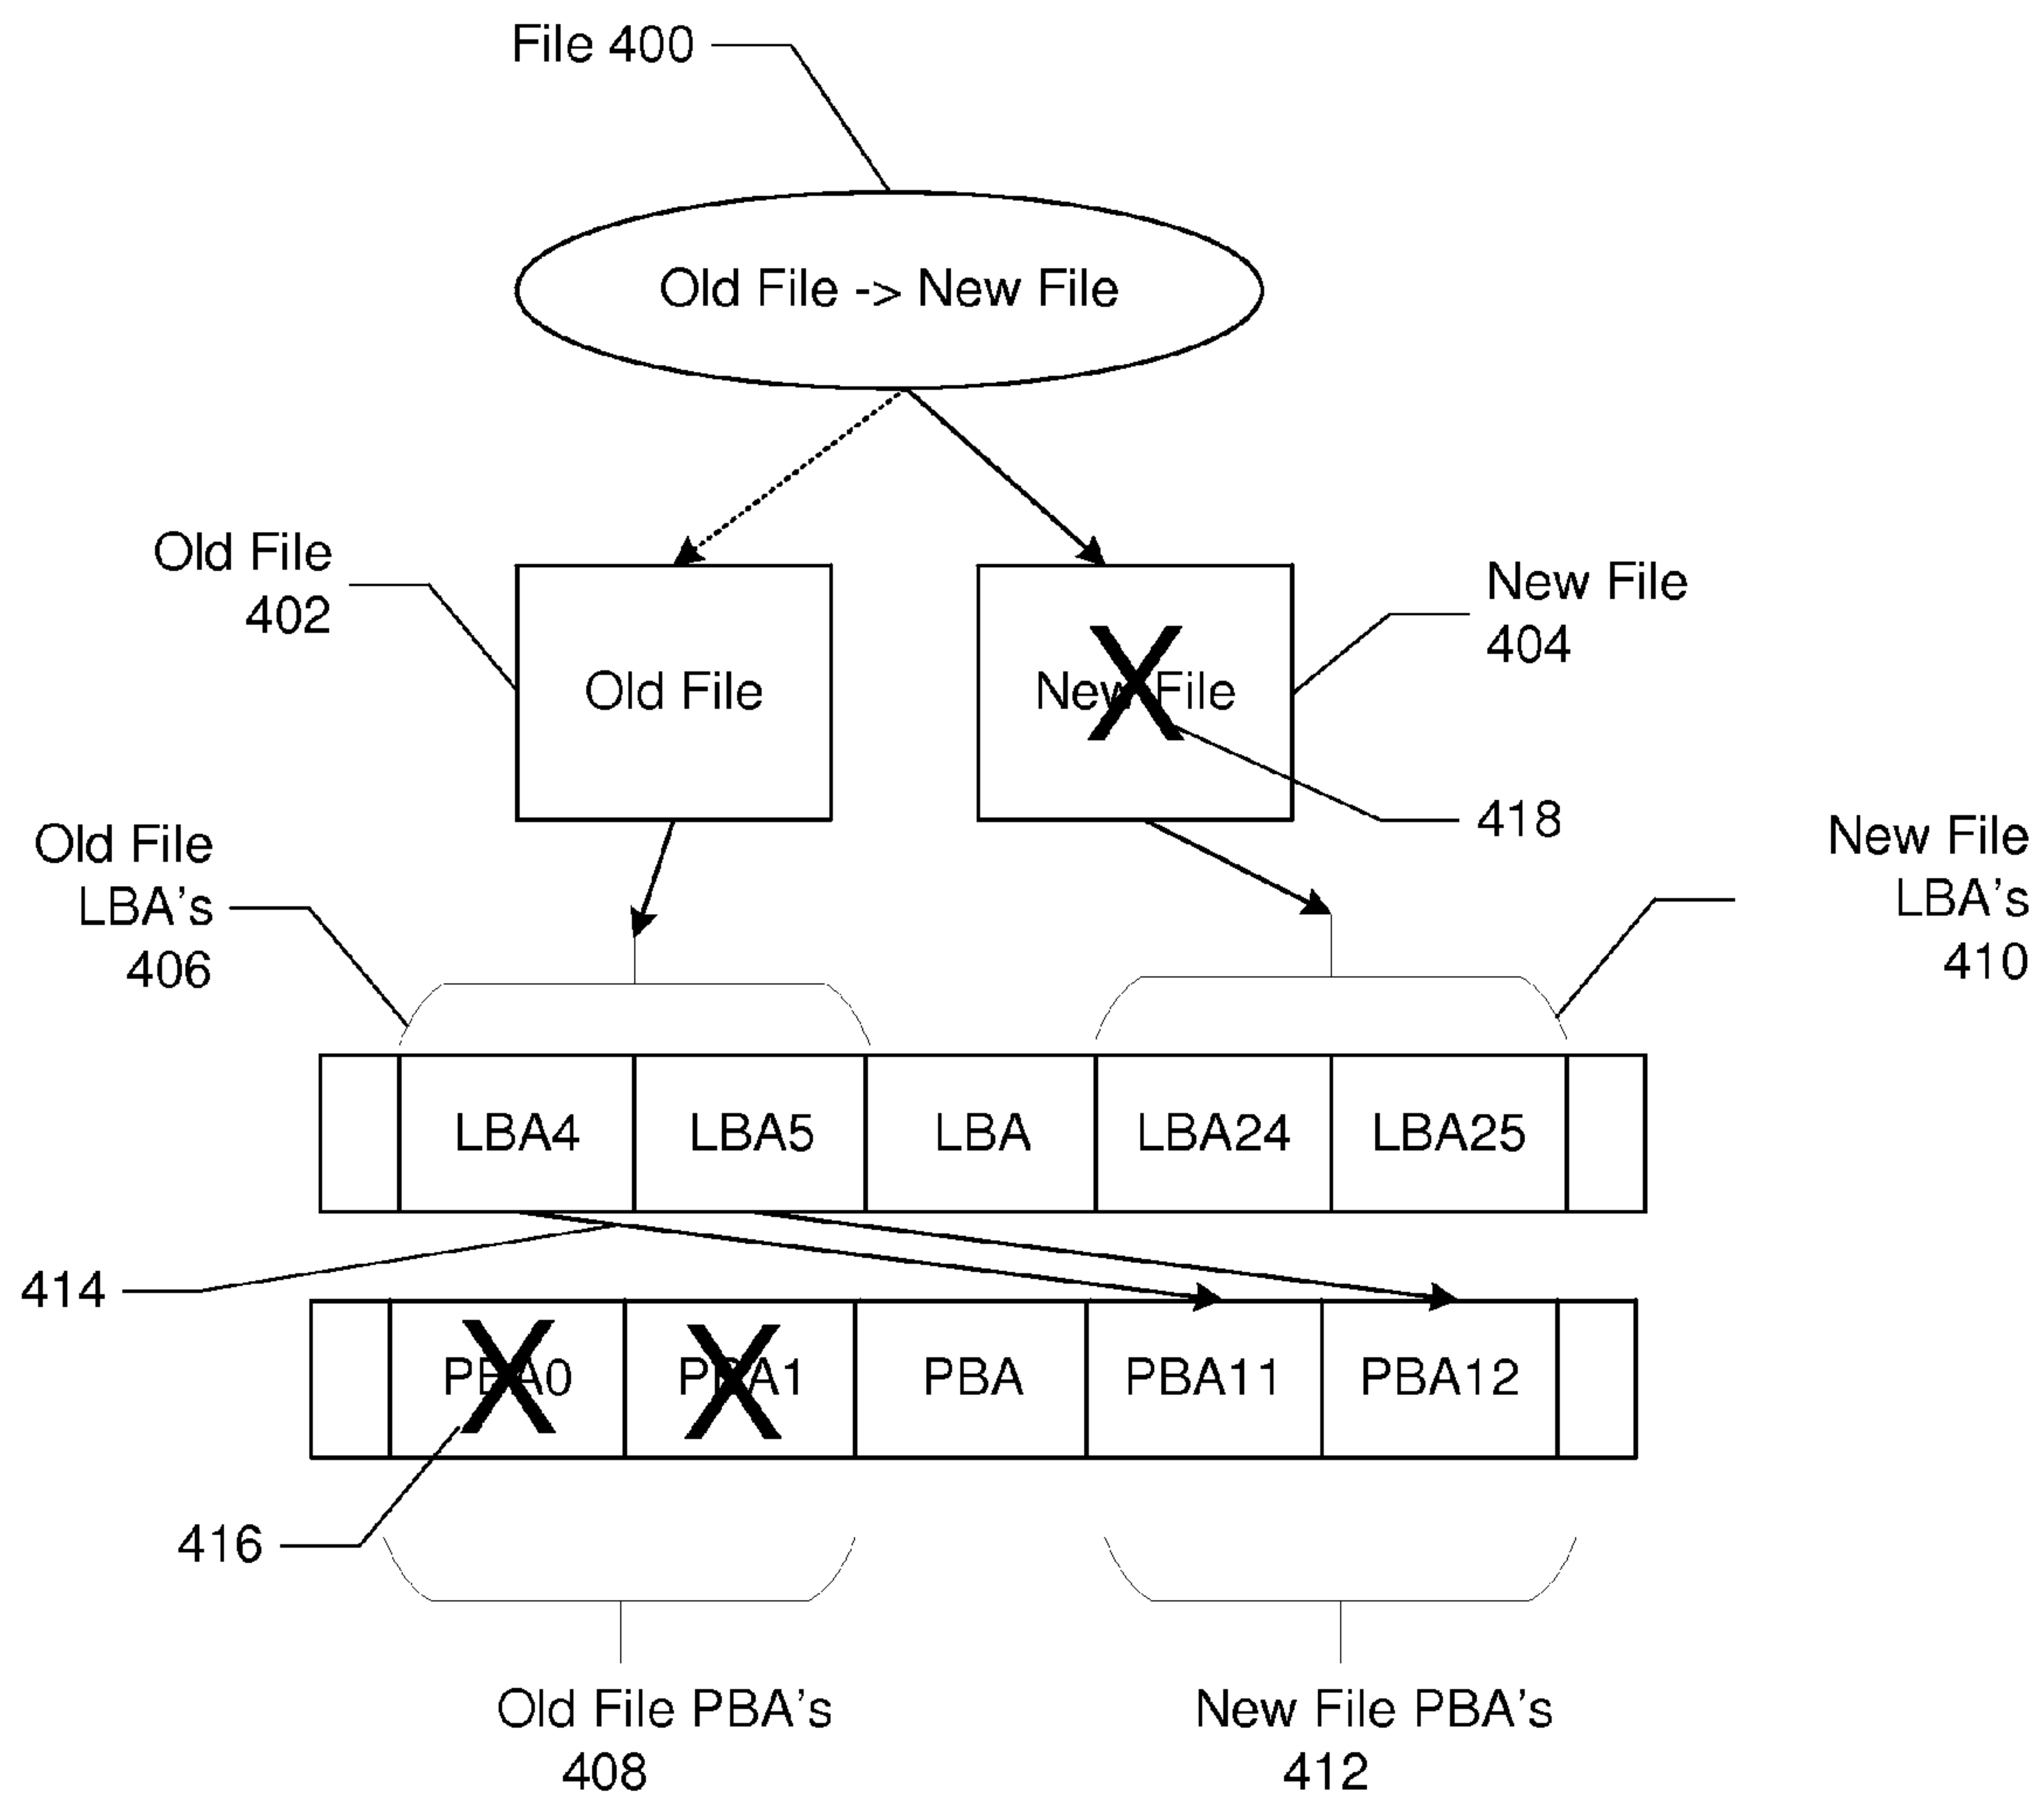 File 400
Old File -> New File
Old File
402
New File
404
Old File
New File
418
Old File
LBA's
406
New File
LBA's
410
LBA4 LBA5 LBA LBA24 LBA25
414
PBA0 PBA1 PBA PBA11 PBA12
416
Old File PBA's
408
New File PBA's
412